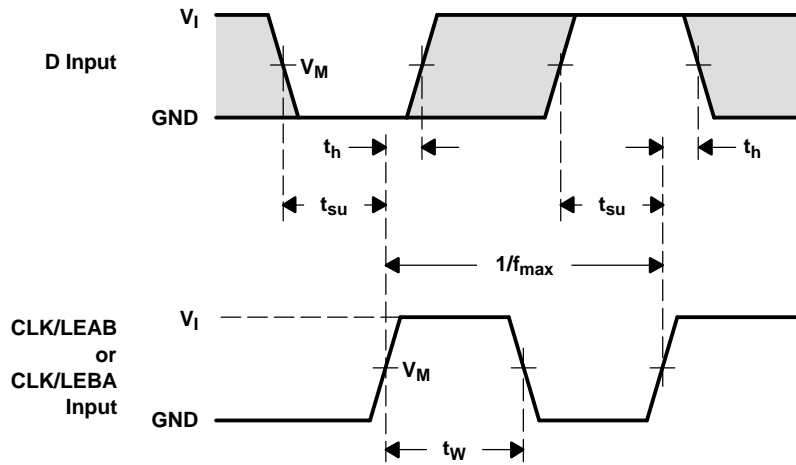 V_I
D Input
V_M
GND
t_h
t_h
t_su
t_su
1/f_max
CLK/LEAB
or
CLK/LEBA
Input
V_I
V_M
GND
t_W